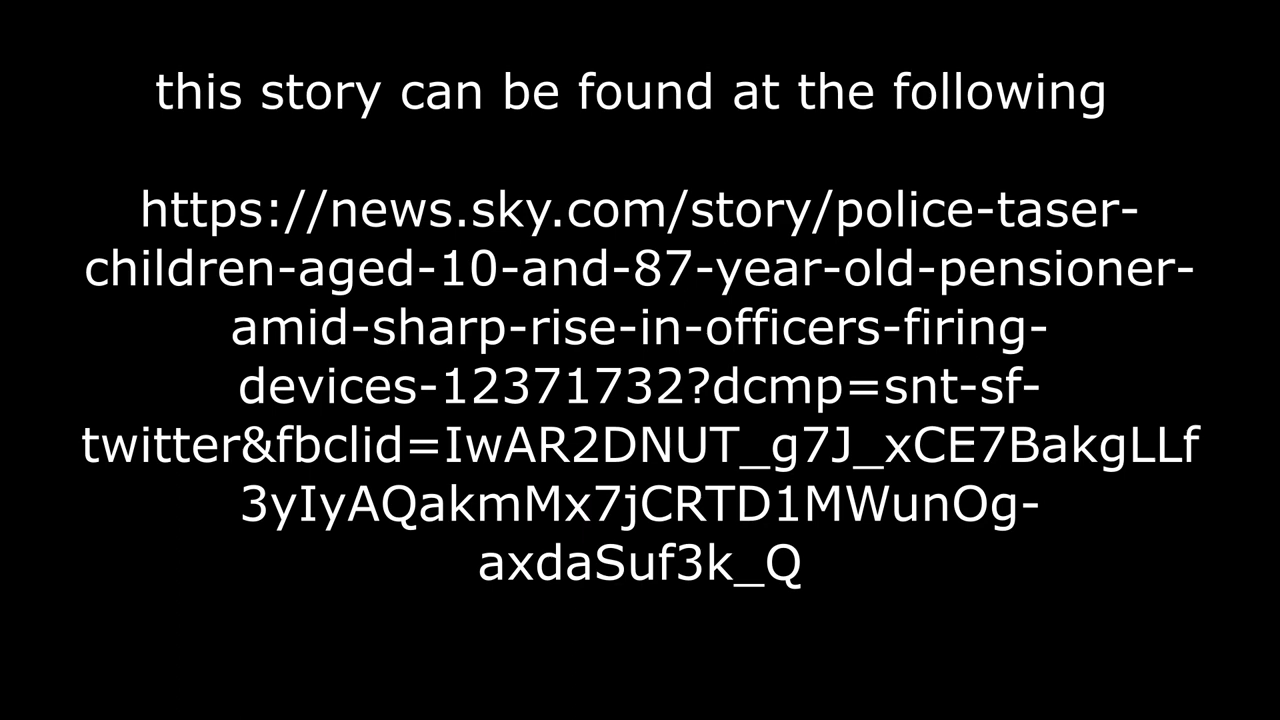 this story can be found at the following
https://news.sky.com/story/police-taser-
children-aged-10-and-87-year-old-pensioner-
amid-sharp-rise-in-officers-firing-
devices-12371732?dcmp=snt-sf-
twitter&fbclid=IwAR2DNUT_g7J_xCE7BakgLLf
3yIyAQakmMx7jCRTD1MWunOg-
axdaSuf3k_Q